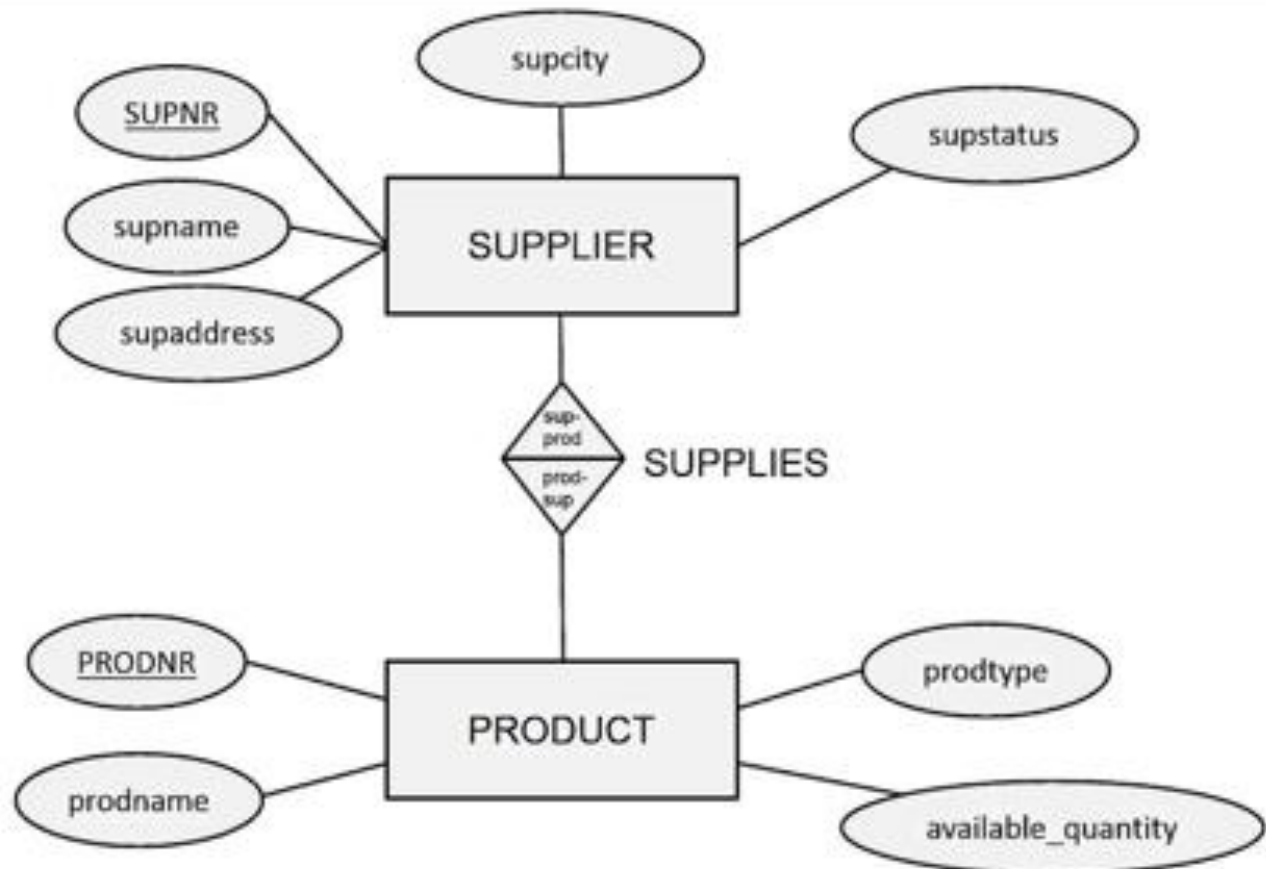 supcity
SUPNR
supstatus
supname
SUPPLIER
supaddress
sup-
prod
SUPPLIES
prod-
sup
PRODNR
prodtype
PRODUCT
prodname
available_quantity